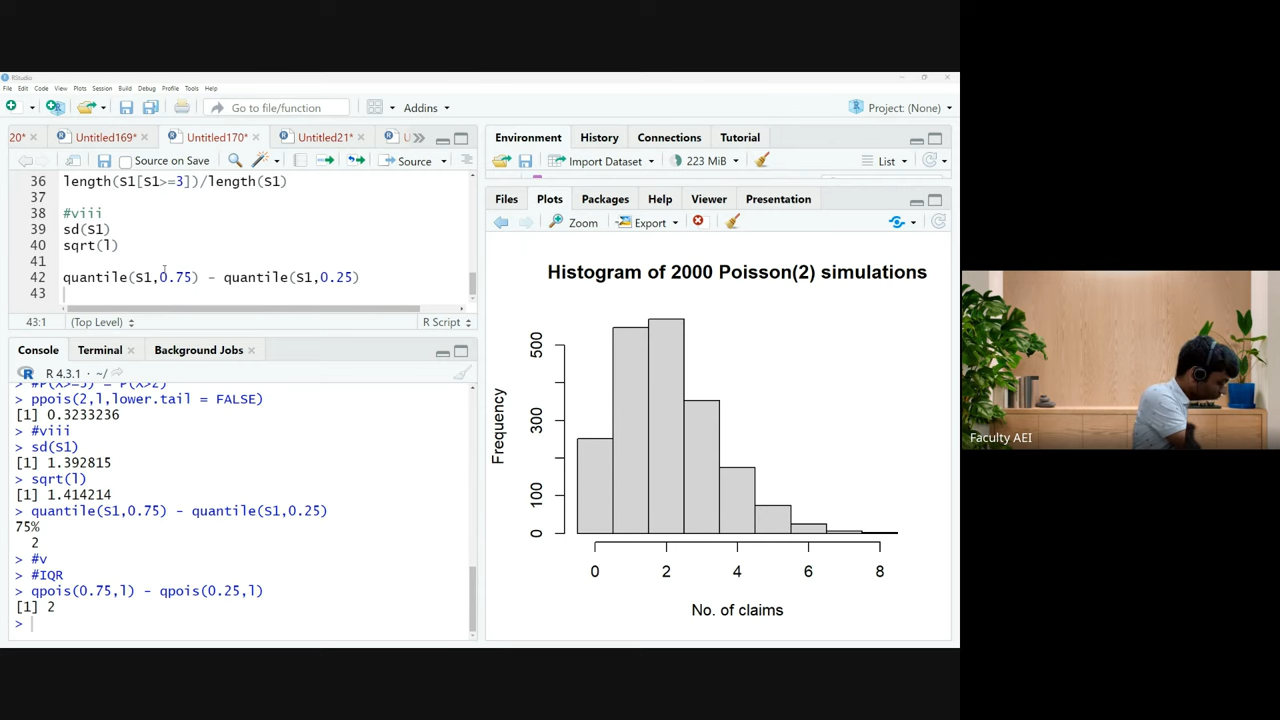 RStudio
File Edit Code View Plots Session Build Debug Profile Tools Help
Go to file/function
Addins
Project: (None)
20*
Untitled169*
Untitled170*
Untitled21*
Source on Save
Source
36 length(S1[S1>=3])/length(S1)
37
38 #viii
39 sd(S1)
40 sqrt(l)
41
42 quantile(S1,0.75) - quantile(S1,0.25)
43
43:1 (Top Level) R Script
Console Terminal Background Jobs
R 4.3.1 · ~/
> #P(X>=3) = P(X>2)
> ppois(2,l,lower.tail = FALSE)
[1] 0.3233236
> #viii
> sd(S1)
[1] 1.392815
> sqrt(l)
[1] 1.414214
> quantile(S1,0.75) - quantile(S1,0.25)
75%
2
> #v
> #IQR
> qpois(0.75,l) - qpois(0.25,l)
[1] 2
>
Environment History Connections Tutorial
Import Dataset 223 MiB List
Files Plots Packages Help Viewer Presentation
Zoom Export
Histogram of 2000 Poisson(2) simulations
Frequency
500
300
100
0
0 2 4 6 8
No. of claims
Faculty AEI